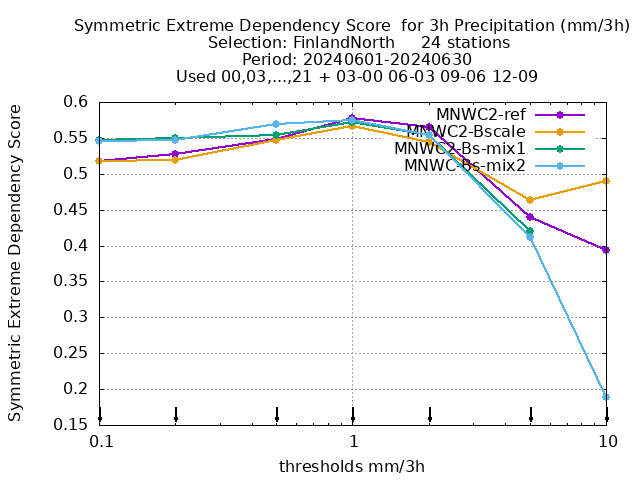 Symmetric Extreme Dependency Score  for 3h Precipitation (mm/3h)
Selection: FinlandNorth     24 stations
Period: 20240601-20240630
Used 00,03,...,21 + 03-00 06-03 09-06 12-09
MNWC2-ref
MNWC2-Bscale
MNWC2-Bs-mix1
MNWC-Bs-mix2
Symmetric Extreme Dependency Score
0.6
0.55
0.5
0.45
0.4
0.35
0.3
0.25
0.2
0.15
0.1
1
10
thresholds mm/3h